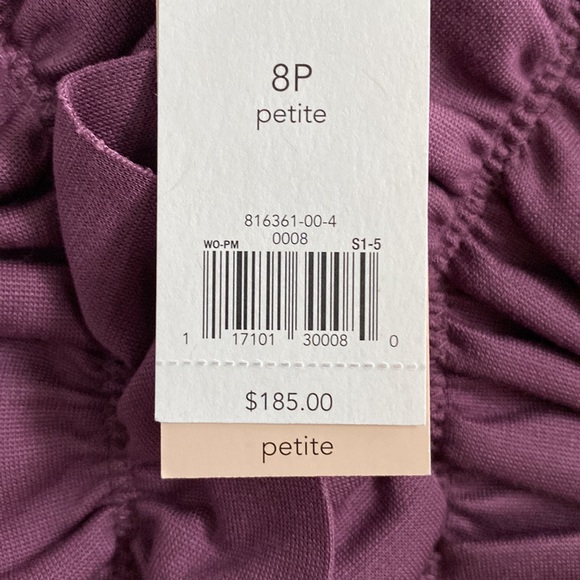 8P
petite
816361-00-4
WO-PM 0008 S1-5
1 17101 30008 0
$185.00
petite